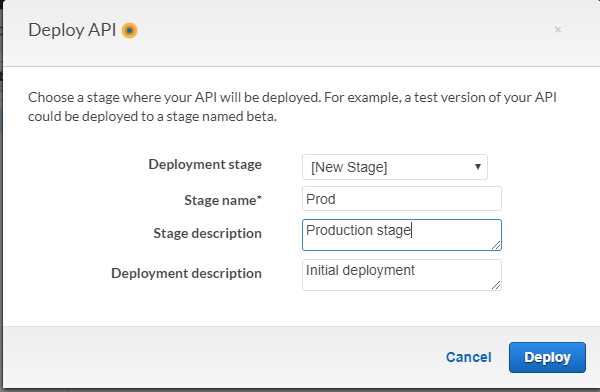 Deploy API
×
Choose a stage where your API will be deployed. For example, a test version of your API
could be deployed to a stage named beta.
Deployment stage [New Stage]
Stage name* Prod
Stage description Production stage
Deployment description Initial deployment
Cancel Deploy